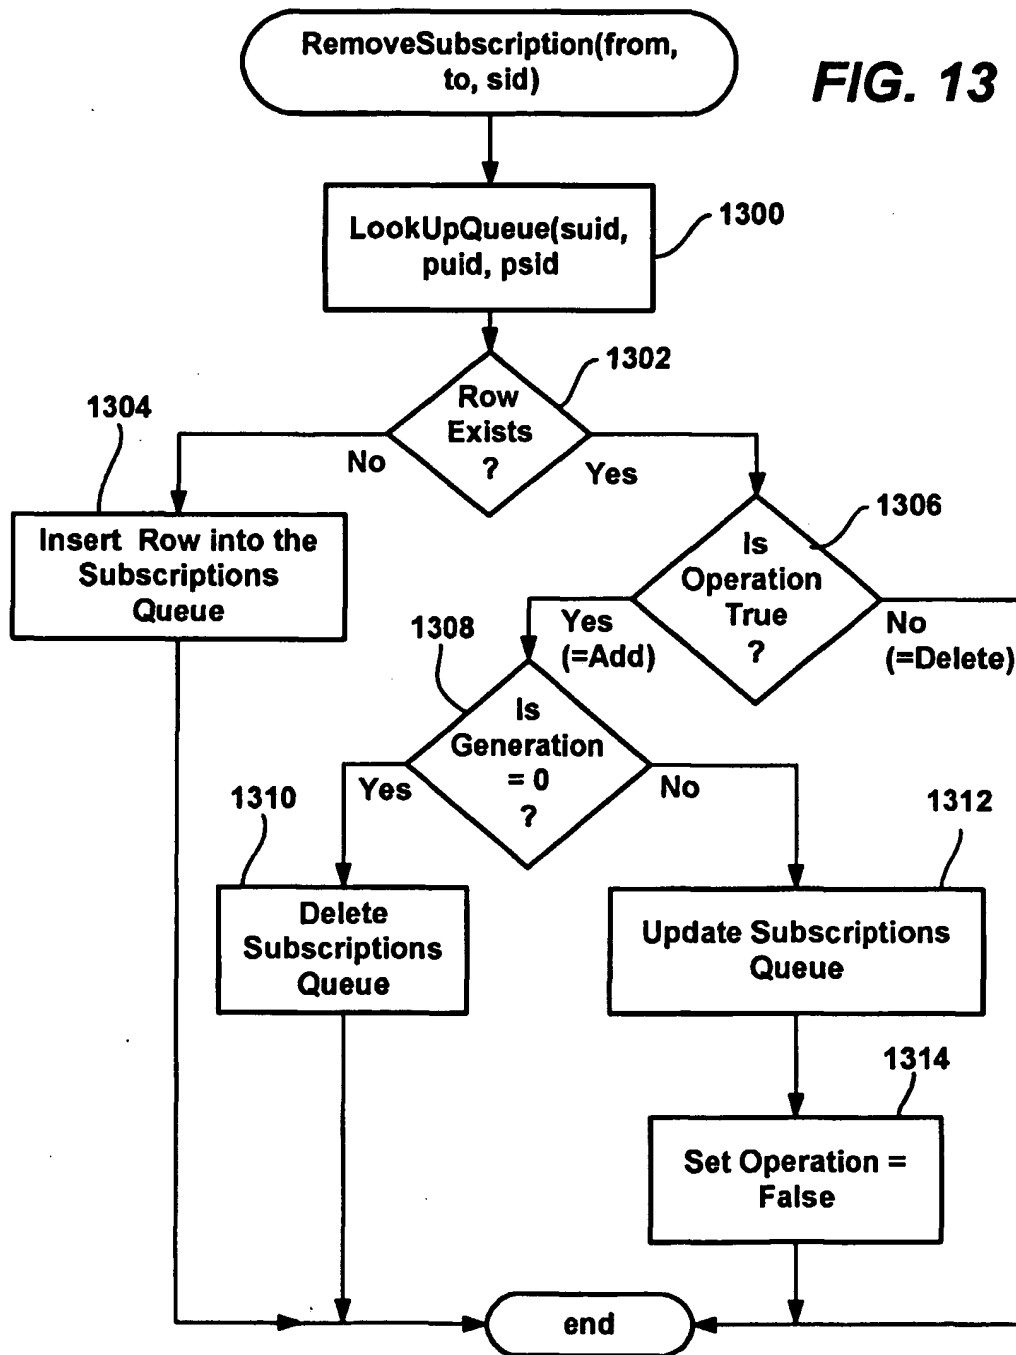 RemoveSubscription(from,
to, sid)
FIG. 13
LookUpQueue(suid,
puid, psid
1300
Row
Exists
?
1302
No
Yes
1304
Insert Row into the
Subscriptions
Queue
Is
Operation
True
?
1306
Yes
(=Add)
No
(=Delete)
1308
Is
Generation
= 0
?
Yes
No
1310
Delete
Subscriptions
Queue
1312
Update Subscriptions
Queue
1314
Set Operation =
False
end